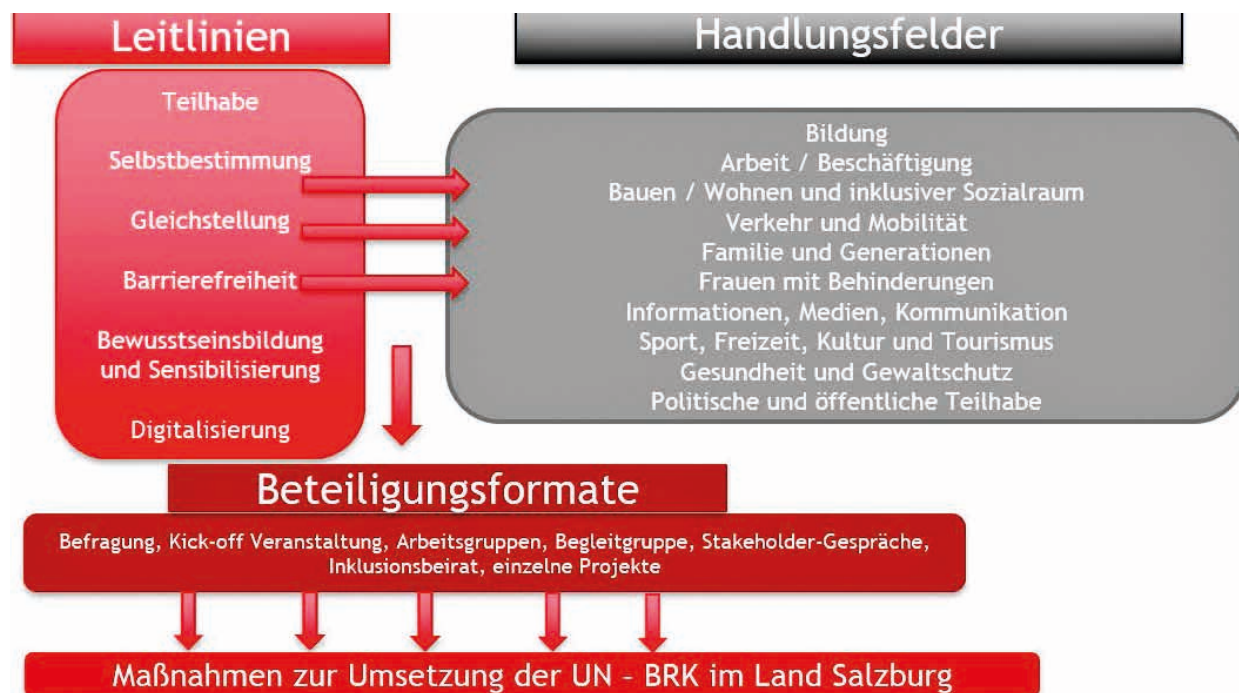 Leitlinien
Teilhabe
Selbstbestimmung
Gleichstellung
Barrierefreiheit
Bewusstseinsbildung
und Sensibilisierung
Digitalisierung
Handlungsfelder
Bildung
Arbeit / Beschäftigung
Bauen / Wohnen und inklusiver Sozialraum
Verkehr und Mobilität
Familie und Generationen
Frauen mit Behinderungen
Informationen, Medien, Kommunikation
Sport, Freizeit, Kultur und Tourismus
Gesundheit und Gewaltschutz
Politische und öffentliche Teilhabe
Beteiligungsformate
Befragung, Kick-off Veranstaltung, Arbeitsgruppen, Begleitgruppe, Stakeholder-Gespräche,
Inklusionsbeirat, einzelne Projekte
Maßnahmen zur Umsetzung der UN - BRK im Land Salzburg